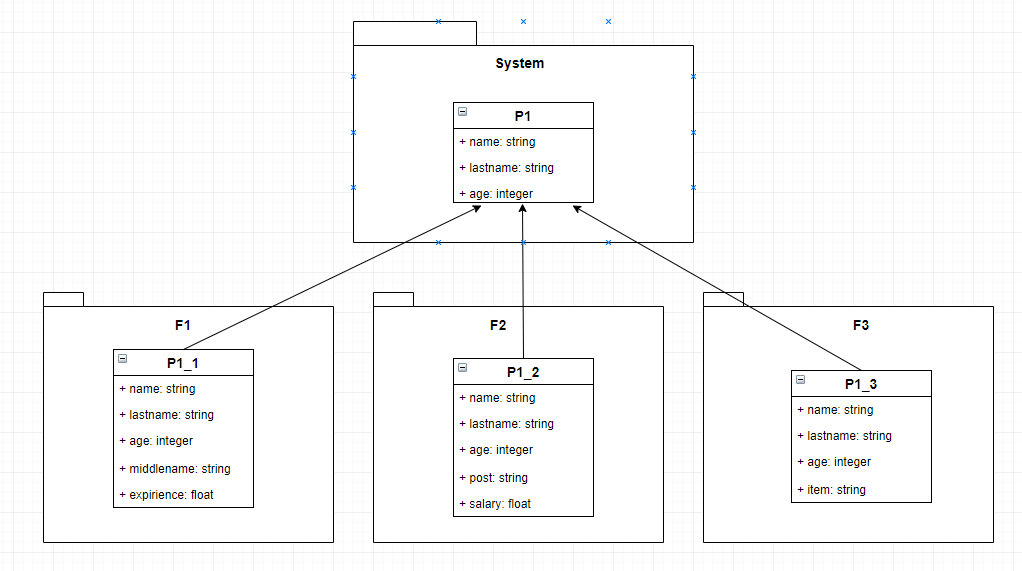 System
P1
+ name: string
+ lastname: string
+ age: integer
F1
P1_1
+ name: string
+ lastname: string
+ age: integer
+ middlename: string
+ expirience: float
F2
P1_2
+ name: string
+ lastname: string
+ age: integer
+ post: string
+ salary: float
F3
P1_3
+ name: string
+ lastname: string
+ age: integer
+ item: string